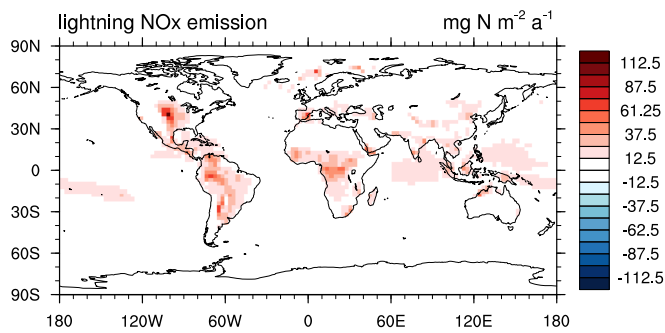 lightning NOx emission mg N m⁻² a⁻¹
90N
60N
30N
0
30S
60S
90S
180 120W 60W 0 60E 120E 180
112.5
87.5
61.25
37.5
12.5
-12.5
-37.5
-62.5
-87.5
-112.5